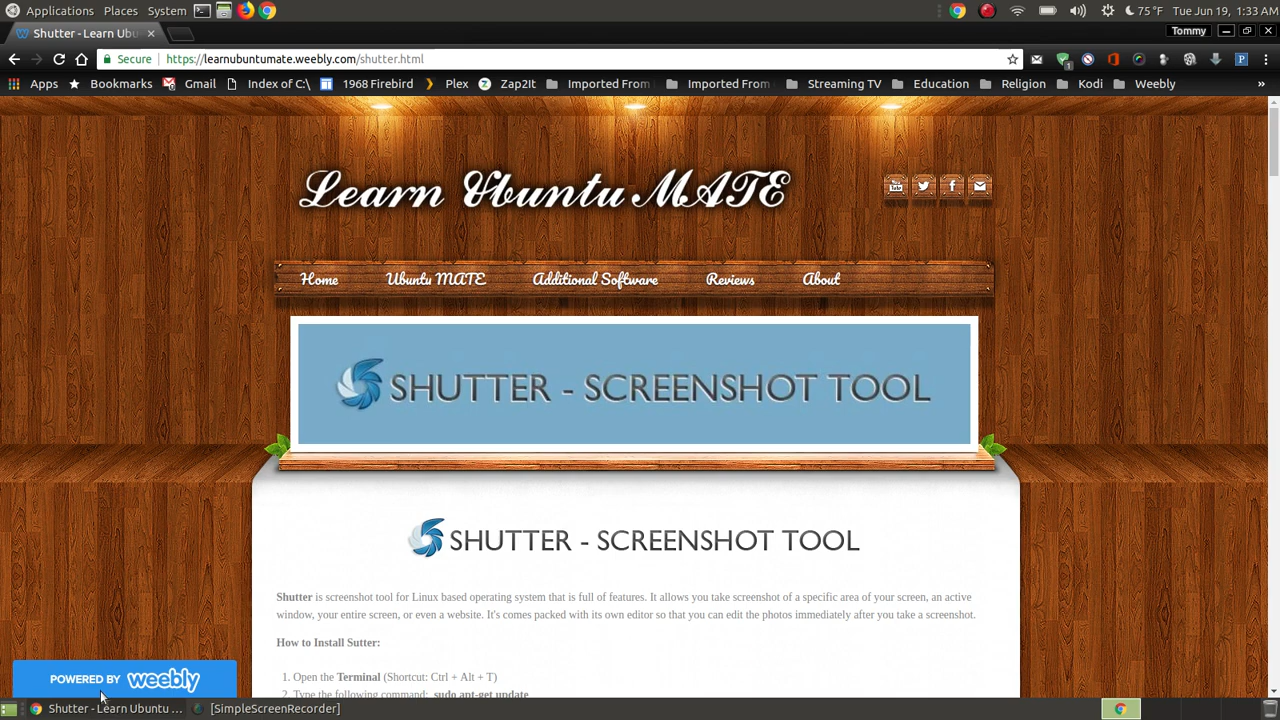 Applications Places System 75 °F Tue Jun 19, 1:33 AM
Shutter - Learn Ubu Tommy
Secure https://learnubuntumate.weebly.com/shutter.html 1
Apps Bookmarks Gmail Index of C:\ 1968 Firebird Plex Zap2It Imported From Imported From Streaming TV Education Religion Kodi Weebly »
Learn Ubuntu MATE
Home Ubuntu MATE Additional Software Reviews About
SHUTTER - SCREENSHOT TOOL
SHUTTER - SCREENSHOT TOOL
Shutter is screenshot tool for Linux based operating system that is full of features. It allows you take screenshot of a specific area of your screen, an active
window, your entire screen, or even a website. It's comes packed with its own editor so that you can edit the photos immediately after you take a screenshot.
How to Install Sutter:
1. Open the Terminal (Shortcut: Ctrl + Alt + T)
2. Type the following command: sudo apt-get update
POWERED BY weebly
Shutter - Learn Ubuntu ... [SimpleScreenRecorder]